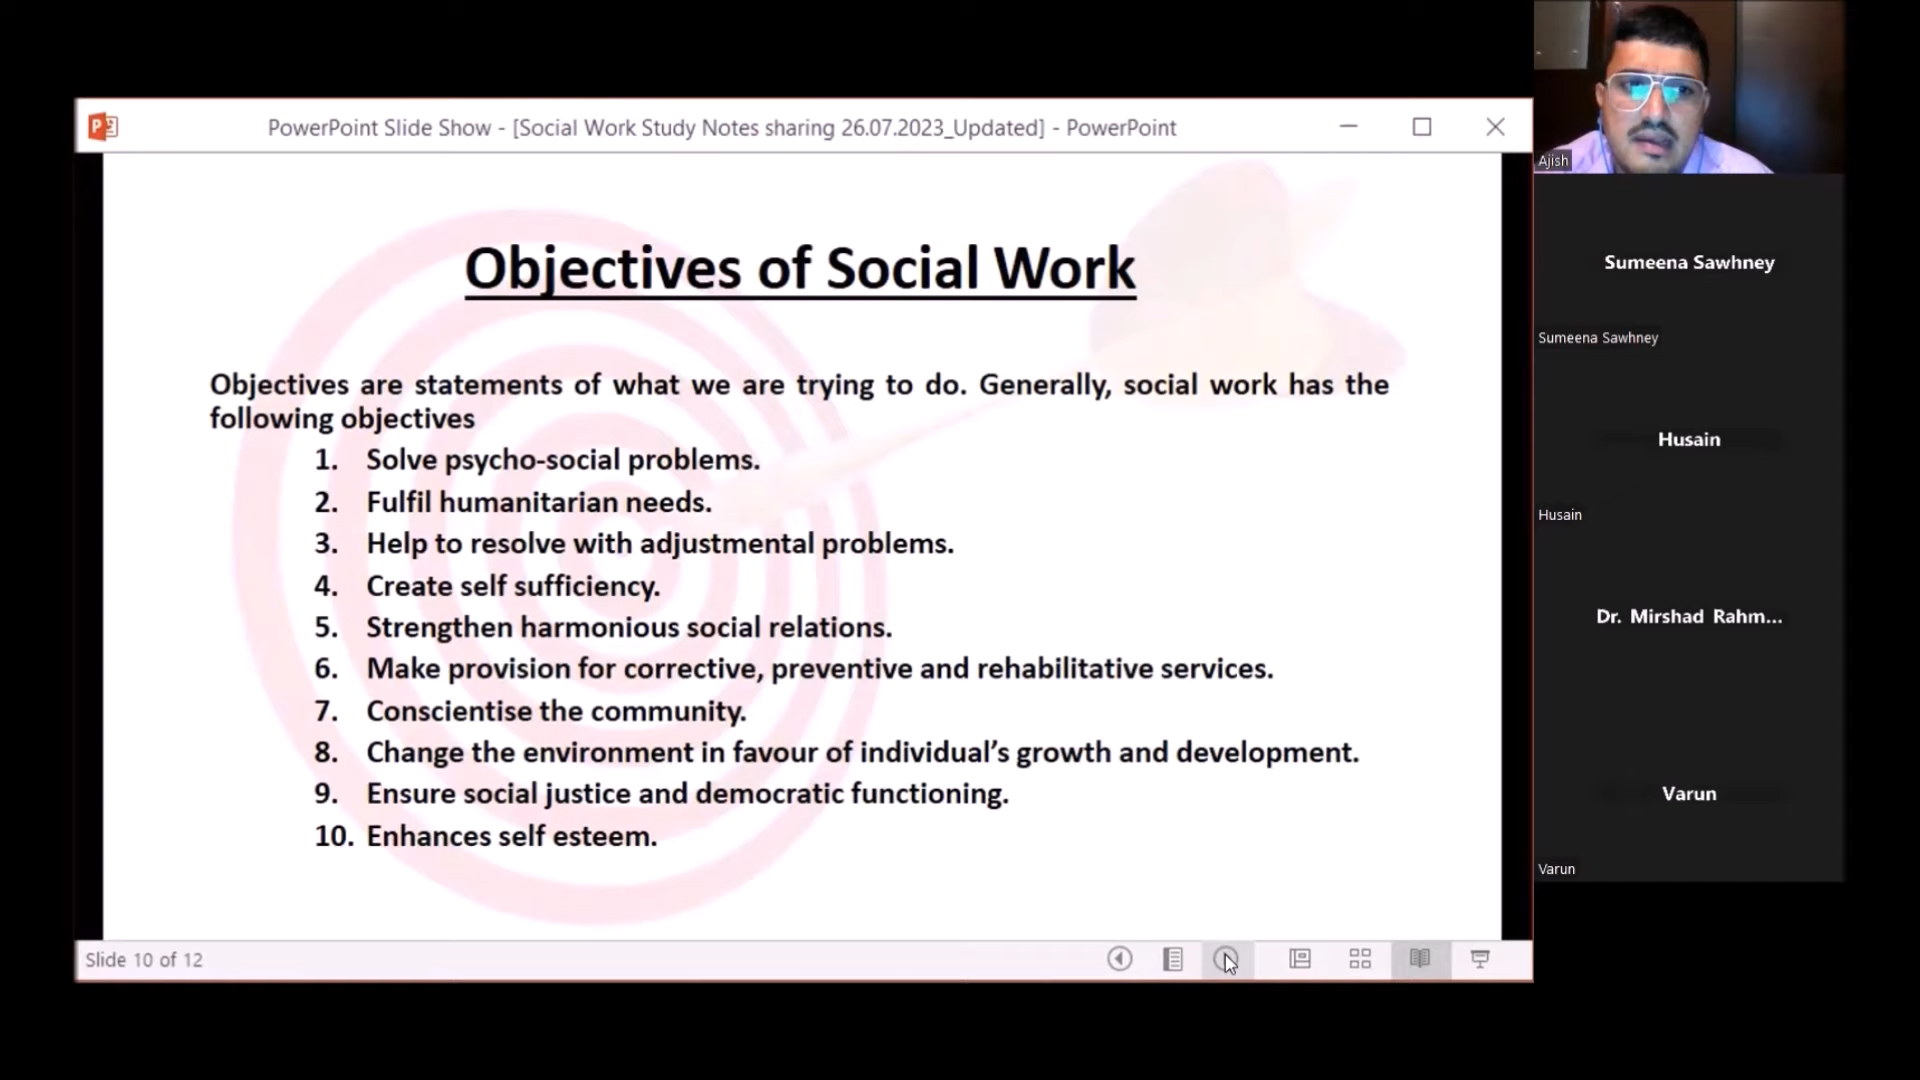 PowerPoint Slide Show - [Social Work Study Notes sharing 26.07.2023_Updated] - PowerPoint
Objectives of Social Work
Objectives are statements of what we are trying to do. Generally, social work has the
following objectives
1. Solve psycho-social problems.
2. Fulfil humanitarian needs.
3. Help to resolve with adjustmental problems.
4. Create self sufficiency.
5. Strengthen harmonious social relations.
6. Make provision for corrective, preventive and rehabilitative services.
7. Conscientise the community.
8. Change the environment in favour of individual’s growth and development.
9. Ensure social justice and democratic functioning.
10. Enhances self esteem.
Slide 10 of 12
Ajish
Sumeena Sawhney
Sumeena Sawhney
Husain
Husain
Dr. Mirshad Rahm...
Varun
Varun